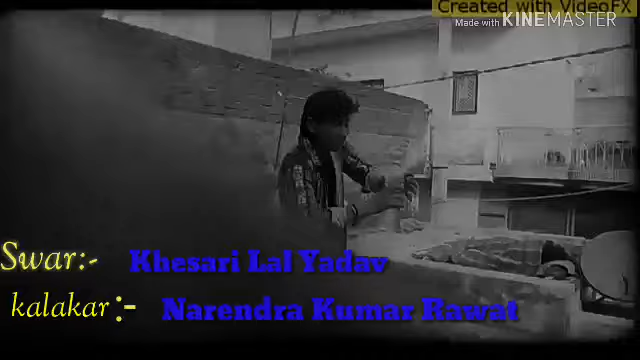 Created with VideoFX
Made with KINEMASTER
Swar:- Khesari Lal Yadav
kalakar:- Narendra Kumar Rawat